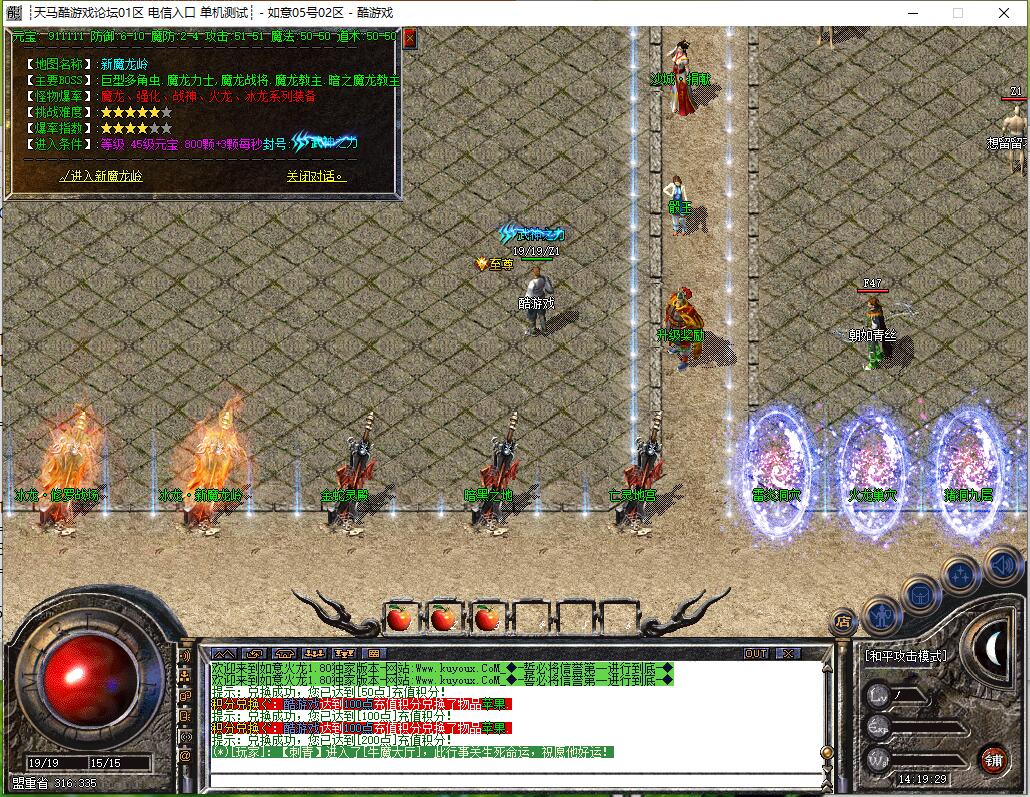 天马酷游戏论坛01区 电信入口 单机测试 - 如意05号02区 - 酷游戏
元宝: 911111 防御:6-10 魔防:2-4 攻击:51-51 魔法:50-50 道术:50-50
【地图名称】:新魔龙岭
【主要BOSS】:巨型多角虫.魔龙力士,魔龙战将.魔龙教主.暗之魔龙教主
【怪物爆率】:魔龙、强化、战神、火龙、冰龙系列装备
【挑战难度】:★★★★★★
【爆率指数】:★★★★★★
【进入条件】:等级.45级元宝.800颗+3颗每秒封号:武神之力
√进入新魔龙岭
关闭对话。
沙城·捐献
Z1
想留留
骰王
武神之力
19/19/Z1
至尊
酷游戏
F47
升级奖励
朝如青丝
冰龙·修罗战场
冰龙·新魔龙岭
金蛇灵殿
暗黑之地
亡灵地宫
雷炎洞穴
火龙巢穴
猪洞九层
店
OUT
[和平攻击模式]
欢迎来到如意火龙1.80独家版本—网站:Www.kuyoux.CoM_◆—誓必将信誉第一进行到底—◆
欢迎来到如意火龙1.80独家版本—网站:Www.kuyoux.CoM_◆—誓必将信誉第一进行到底—◆
提示: 兑换成功, 您已达到[50点]充值积分!
积分兑换《: 酷游戏达到100点充值积分兑换了物品苹果.
提示: 兑换成功, 您已达到[100点]充值积分!
积分兑换《: 酷游戏达到100点充值积分兑换了物品苹果.
提示: 兑换成功, 您已达到[200点]充值积分!
(*)[玩家]: 【刺青】进入了[牛魔大厅], 此行事关生死命运, 祝愿他好运!
Lv
Exp
W
铺
19/19
15/15
盟重省 316:335
14:19:29